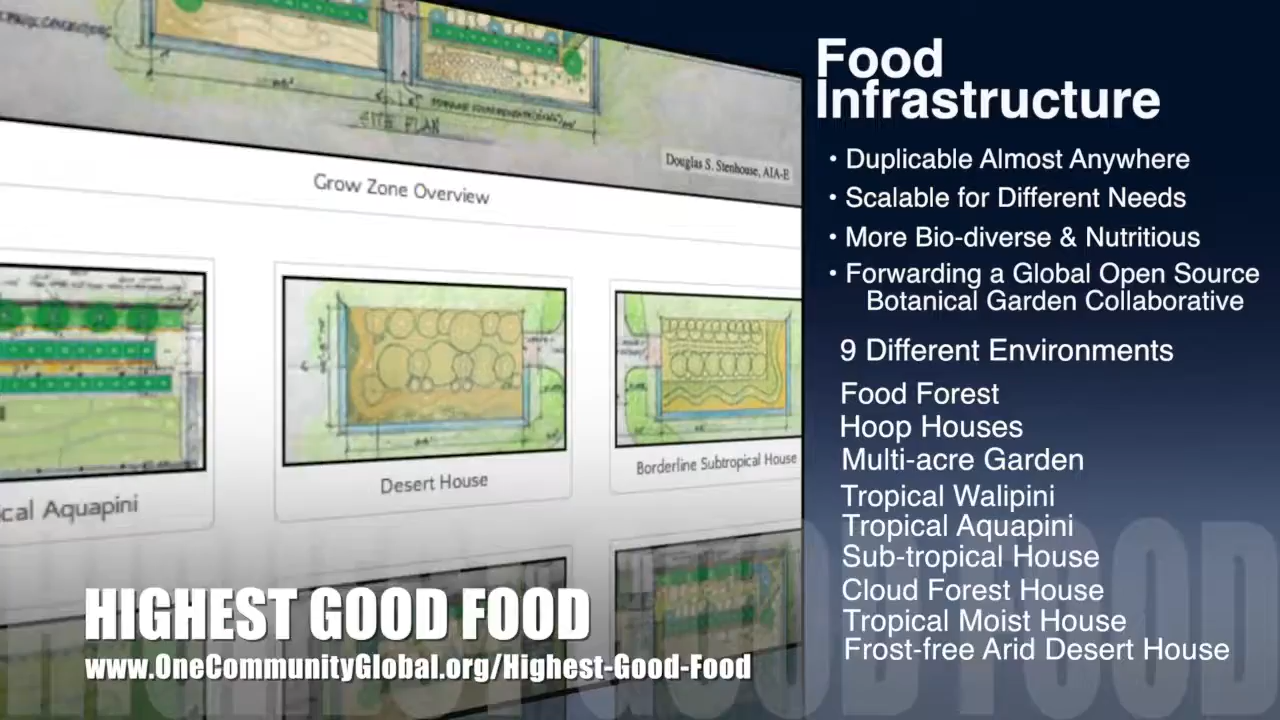 SITE PLAN
Douglas S. Stenhouse, AIA-E
Grow Zone Overview
cal Aquapini
Desert House
Borderline Subtropical House
HIGHEST GOOD FOOD
www.OneCommunityGlobal.org/Highest-Good-Food
Food
Infrastructure
• Duplicable Almost Anywhere
• Scalable for Different Needs
• More Bio-diverse & Nutritious
• Forwarding a Global Open Source
Botanical Garden Collaborative
9 Different Environments
Food Forest
Hoop Houses
Multi-acre Garden
Tropical Walipini
Tropical Aquapini
Sub-tropical House
Cloud Forest House
Tropical Moist House
Frost-free Arid Desert House
HIGHEST GOOD FOOD